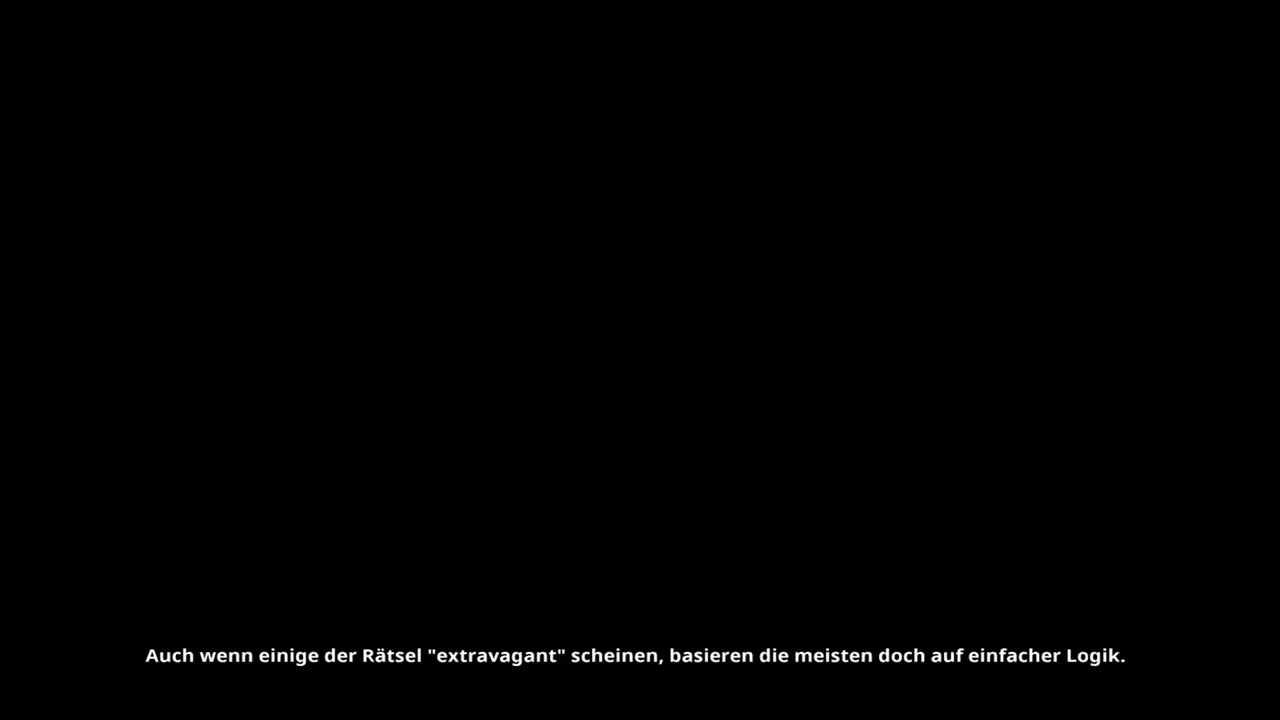 Auch wenn einige der Rätsel "extravagant" scheinen, basieren die meisten doch auf einfacher Logik.